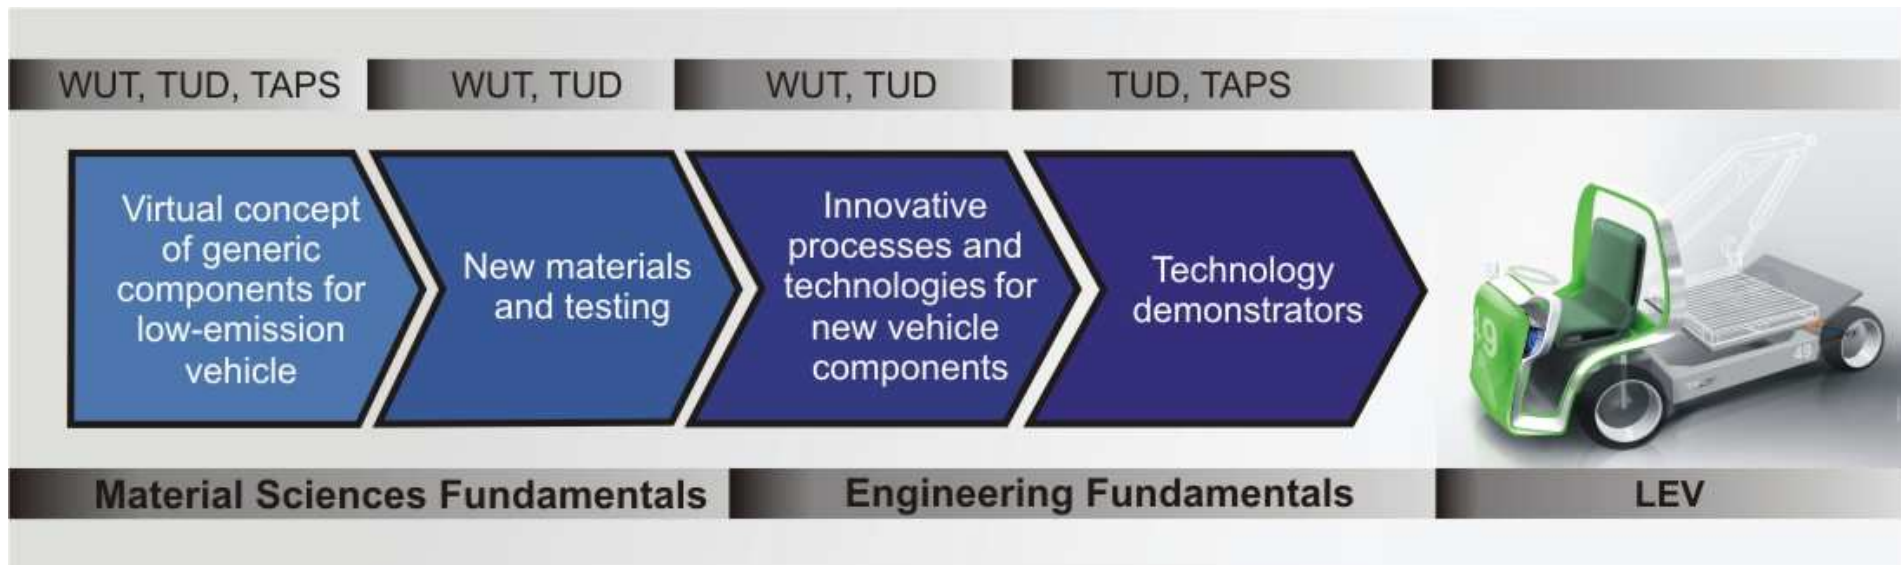 WUT, TUD, TAPS
WUT, TUD
WUT, TUD
TUD, TAPS
Virtual concept
of generic
components for
low-emission
vehicle
New materials
and testing
Innovative
processes and
technologies for
new vehicle
components
Technology
demonstrators
49
Material Sciences Fundamentals
Engineering Fundamentals
LEV